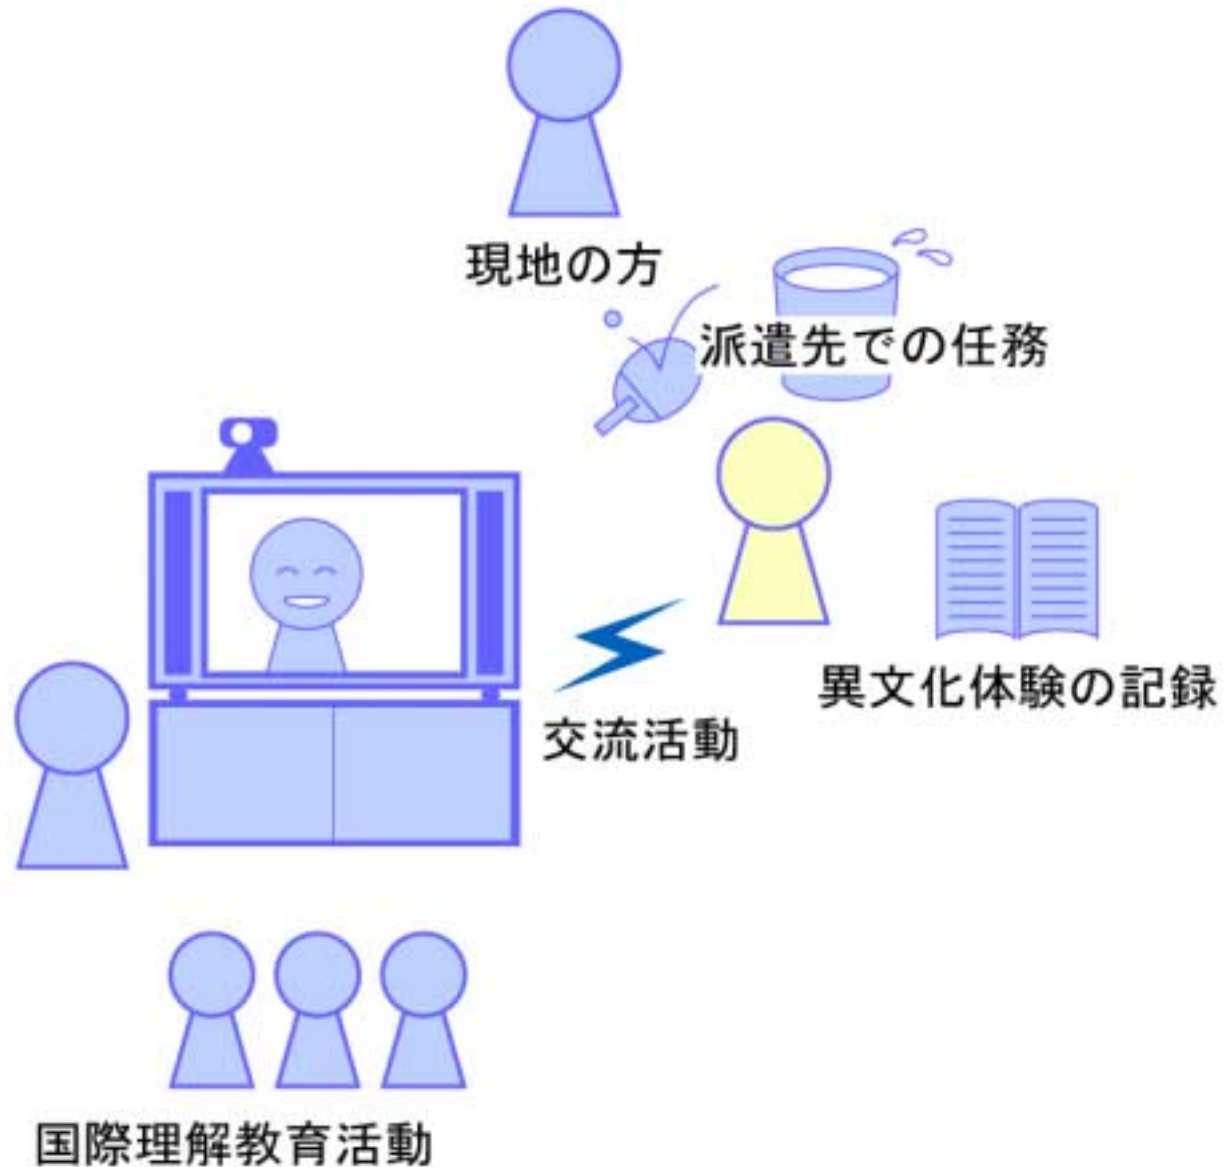 現地の方
派遣先での任務
異文化体験の記録
交流活動
国際理解教育活動